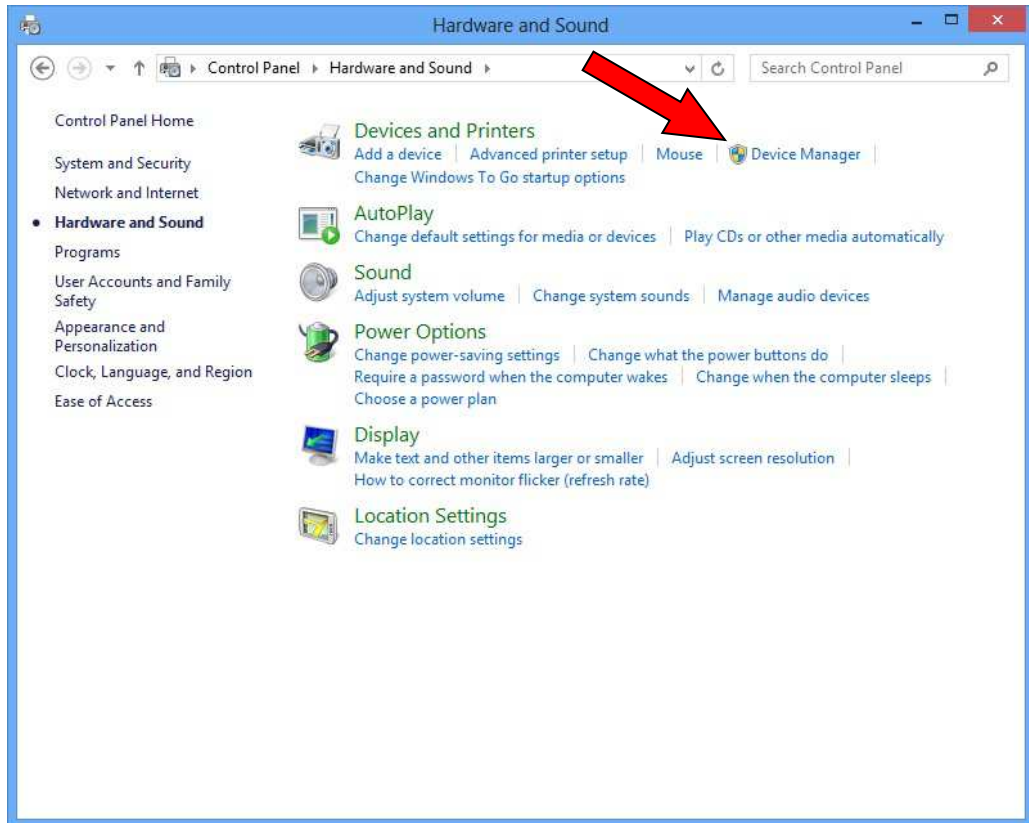 Hardware and Sound
Control Panel Hardware and Sound
Search Control Panel
Control Panel Home
System and Security
Network and Internet
Hardware and Sound
Programs
User Accounts and Family
Safety
Appearance and
Personalization
Clock, Language, and Region
Ease of Access
Devices and Printers
Add a device Advanced printer setup Mouse Device Manager
Change Windows To Go startup options
AutoPlay
Change default settings for media or devices Play CDs or other media automatically
Sound
Adjust system volume Change system sounds Manage audio devices
Power Options
Change power-saving settings Change what the power buttons do
Require a password when the computer wakes Change when the computer sleeps
Choose a power plan
Display
Make text and other items larger or smaller Adjust screen resolution
How to correct monitor flicker (refresh rate)
Location Settings
Change location settings